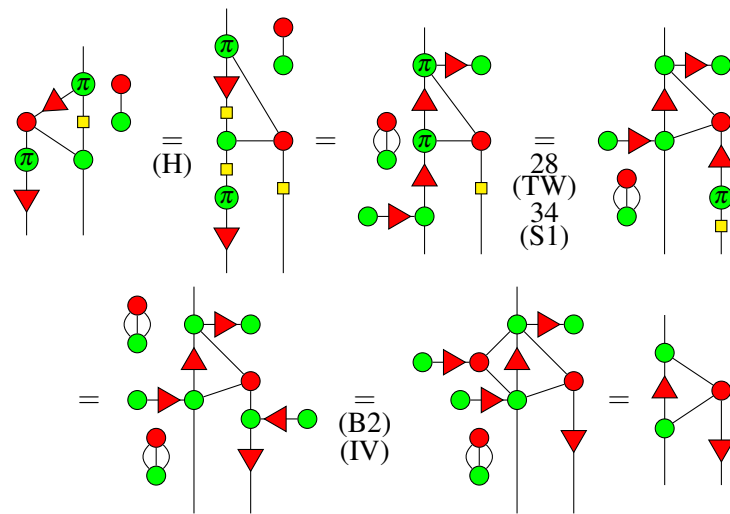 π π
π
= (H)
π
π
=
π
π
= 28 (TW) 34 (S1)
π
=
= (B2) (IV)
=